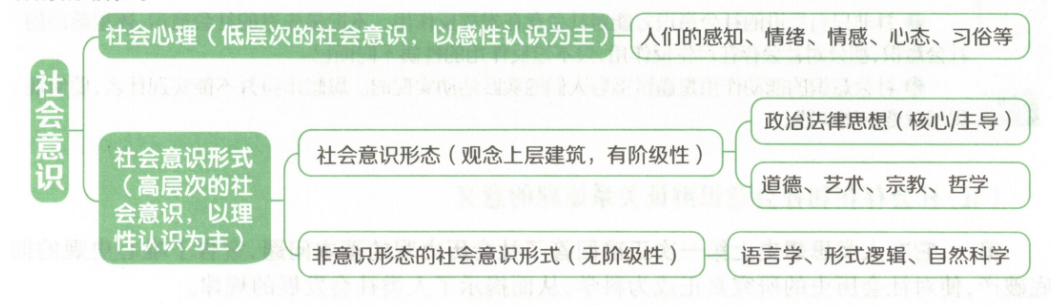 社会意识
社会心理（低层次的社会意识，以感性认识为主）
人们的感知、情绪、情感、心态、习俗等
社会意识形式
（高层次的社
会意识，以理
性认识为主）
社会意识形态（观念上层建筑，有阶级性）
政治法律思想（核心/主导）
道德、艺术、宗教、哲学
非意识形态的社会意识形式（无阶级性）
语言学、形式逻辑、自然科学